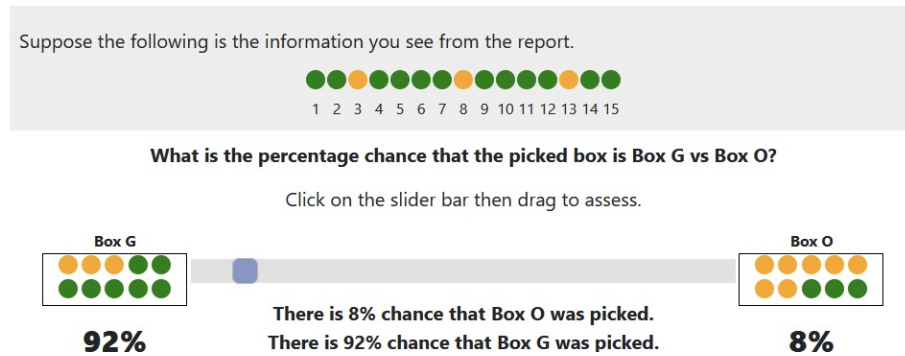 Suppose the following is the information you see from the report.
1 2 3 4 5 6 7 8 9 10 11 12 13 14 15
What is the percentage chance that the picked box is Box G vs Box O?
Click on the slider bar then drag to assess.
Box G
Box O
There is 8% chance that Box O was picked.
92%
There is 92% chance that Box G was picked.
8%